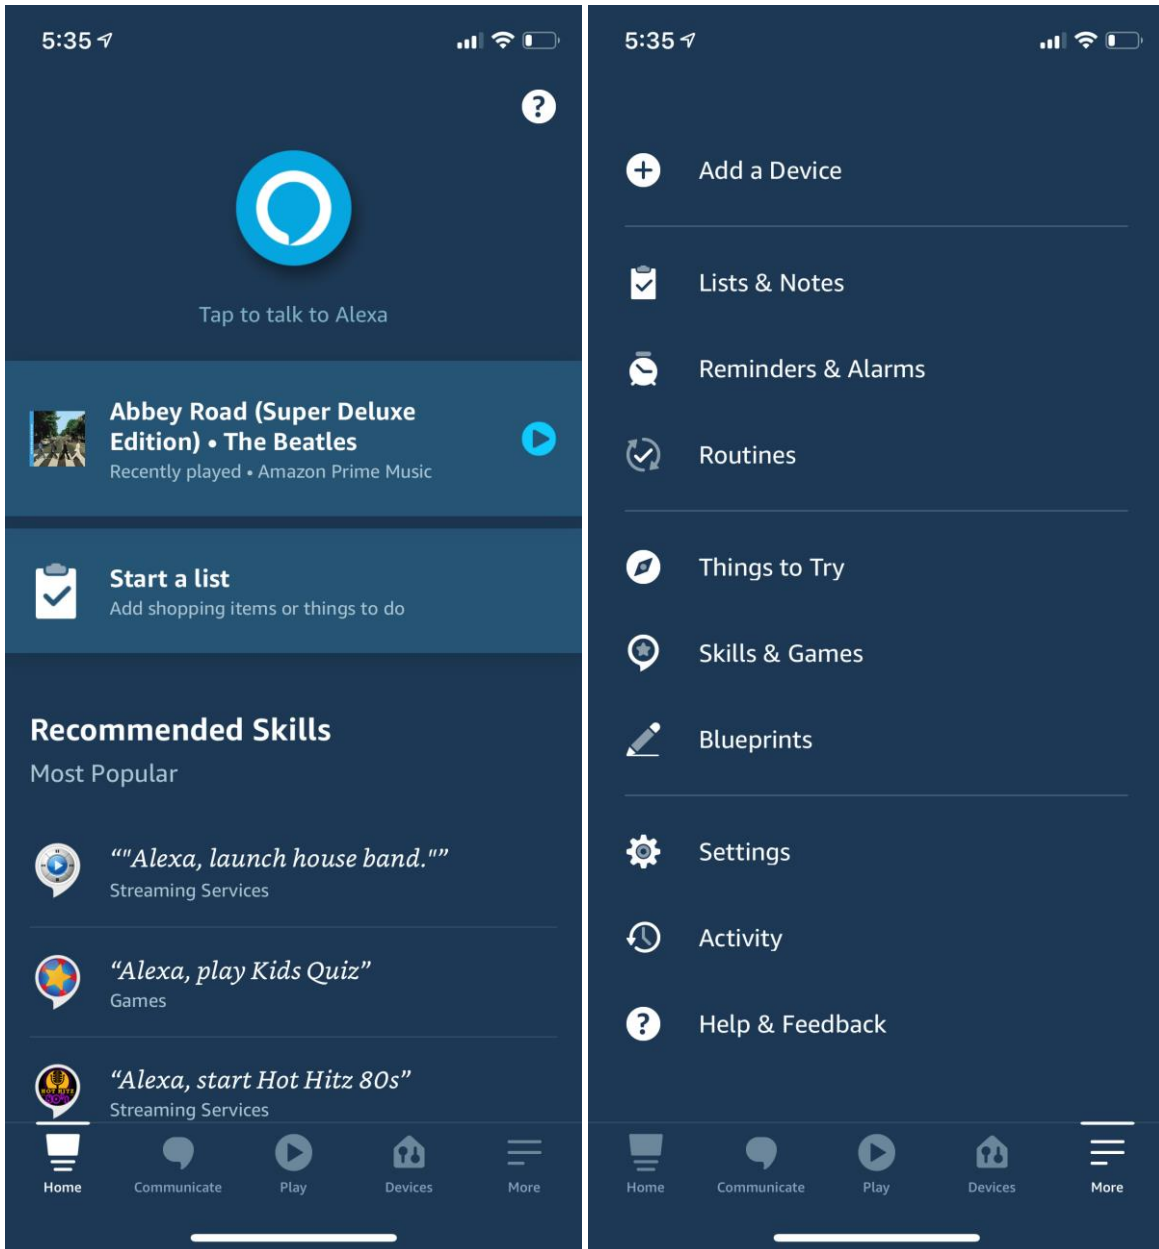 5:35
Tap to talk to Alexa
Abbey Road (Super Deluxe
Edition) • The Beatles
Recently played • Amazon Prime Music
Start a list
Add shopping items or things to do
Recommended Skills
Most Popular
“"Alexa, launch house band."”
Streaming Services
“Alexa, play Kids Quiz”
Games
HOT HITZ
80's
“Alexa, start Hot Hitz 80s”
Streaming Services
Home
Communicate
Play
Devices
More
5:35
Add a Device
Lists & Notes
Reminders & Alarms
Routines
Things to Try
Skills & Games
Blueprints
Settings
Activity
Help & Feedback
Home
Communicate
Play
Devices
More